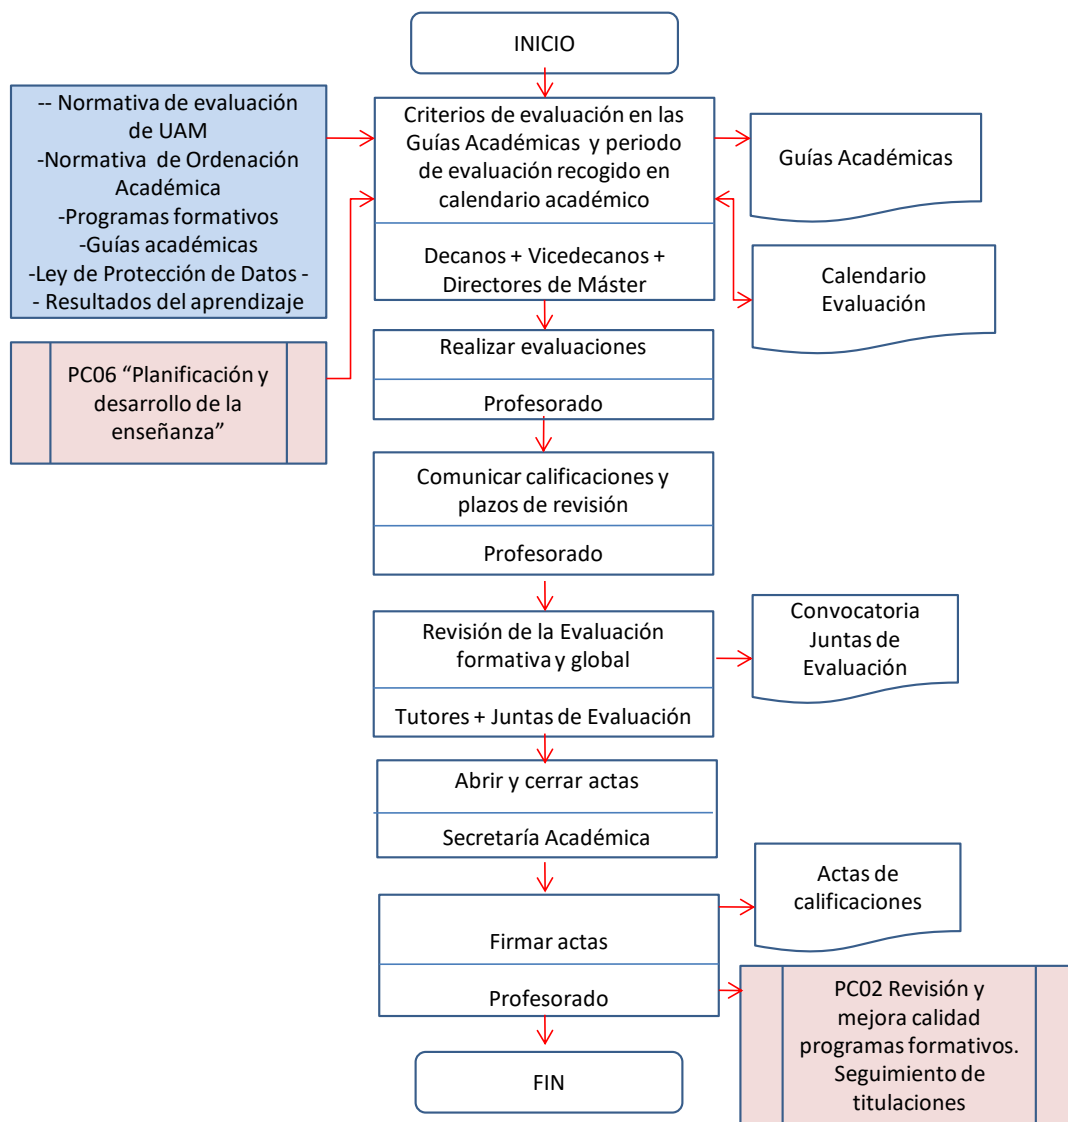 INICIO
-- Normativa de evaluación
de UAM
-Normativa de Ordenación
Académica
-Programas formativos
-Guías académicas
-Ley de Protección de Datos -
- Resultados del aprendizaje
Criterios de evaluación en las
Guías Académicas y periodo
de evaluación recogido en
calendario académico
Decanos + Vicedecanos +
Directores de Máster
Guías Académicas
Calendario
Evaluación
PC06 “Planificación y
desarrollo de la
enseñanza”
Realizar evaluaciones
Profesorado
Comunicar calificaciones y
plazos de revisión
Profesorado
Revisión de la Evaluación
formativa y global
Tutores + Juntas de Evaluación
Convocatoria
Juntas de
Evaluación
Abrir y cerrar actas
Secretaría Académica
Firmar actas
Profesorado
Actas de
calificaciones
PC02 Revisión y
mejora calidad
programas formativos.
Seguimiento de
titulaciones
FIN